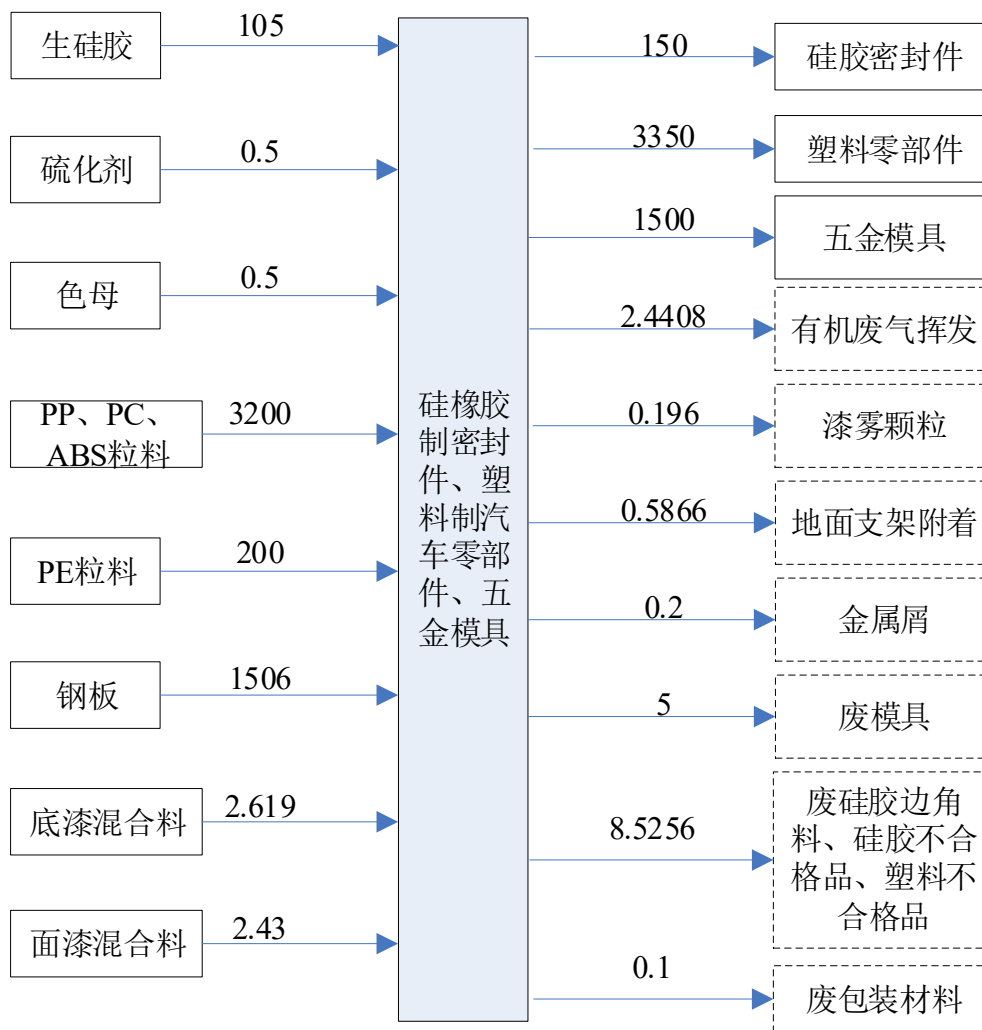 生硅胶
105
硫化剂
0.5
色母
0.5
PP、PC、
ABS粒料
3200
PE粒料
200
钢板
1506
底漆混合料
2.619
面漆混合料
2.43
硅橡胶
制密封
件、塑
料制汽
车零部
件、五
金模具
150
硅胶密封件
3350
塑料零部件
1500
五金模具
2.4408
有机废气挥发
0.196
漆雾颗粒
0.5866
地面支架附着
0.2
金属屑
5
废模具
8.5256
废硅胶边角
料、硅胶不合
格品、塑料不
合格品
0.1
废包装材料